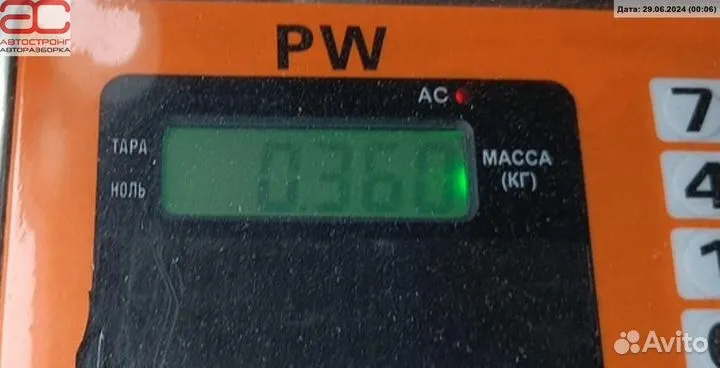 АВТОСТРОНГ
АВТОРАЗБОРКА
Дата: 29.06.2024 (00:06)
PW
AC
7
ТАРА
НОЛЬ
0.360
МАССА
(КГ)
4
1
Avito